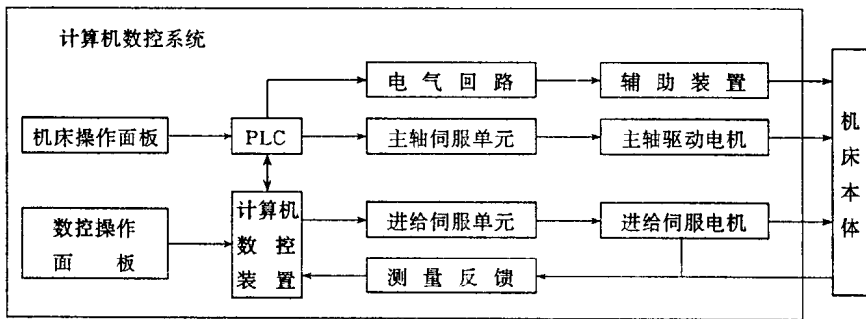 计算机数控系统
电气回路
辅助装置
机床操作面板
PLC
主轴伺服单元
主轴驱动电机
数控操作
面板
计算机
数控
装置
进给伺服单元
进给伺服电机
测量反馈
机
床
本
体